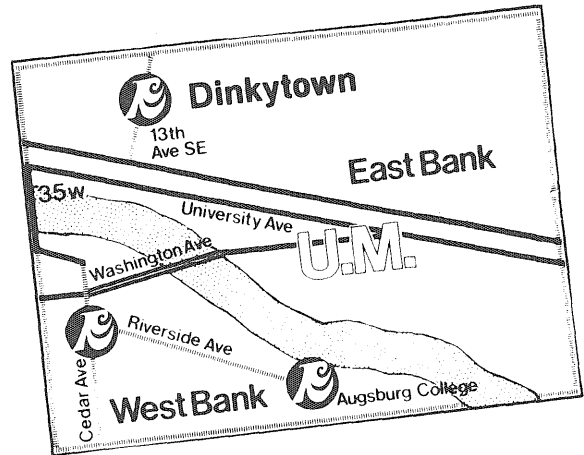 Dinkytown
13th
Ave SE
East Bank
35w
University Ave
Washington Ave
U.M.
Riverside Ave
Cedar Ave
West Bank
Augsburg College